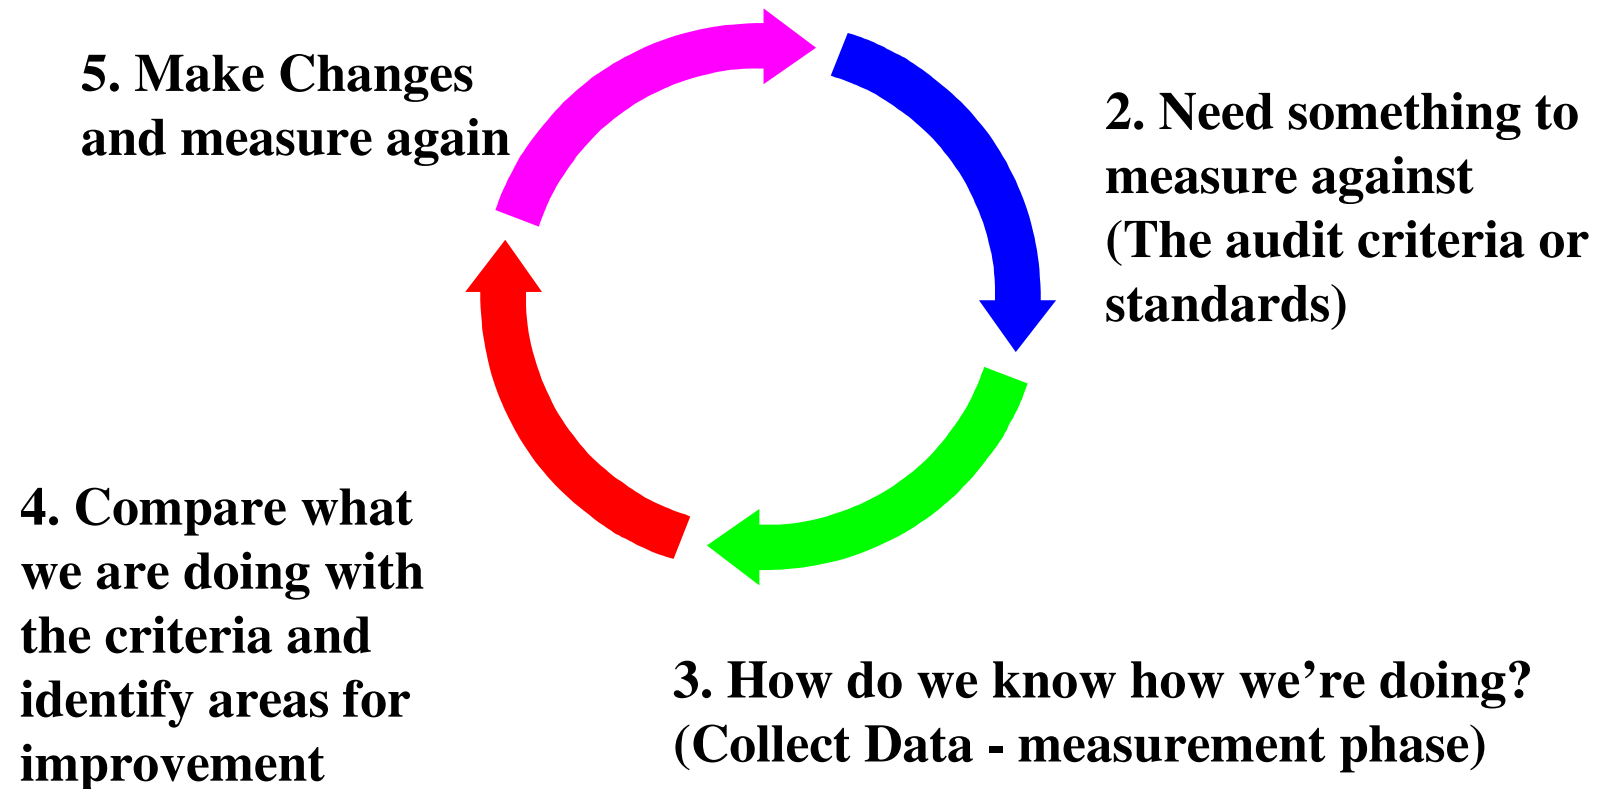 5. Make Changes
and measure again
2. Need something to
measure against
(The audit criteria or
standards)
3. How do we know how we’re doing?
(Collect Data - measurement phase)
4. Compare what
we are doing with
the criteria and
identify areas for
improvement